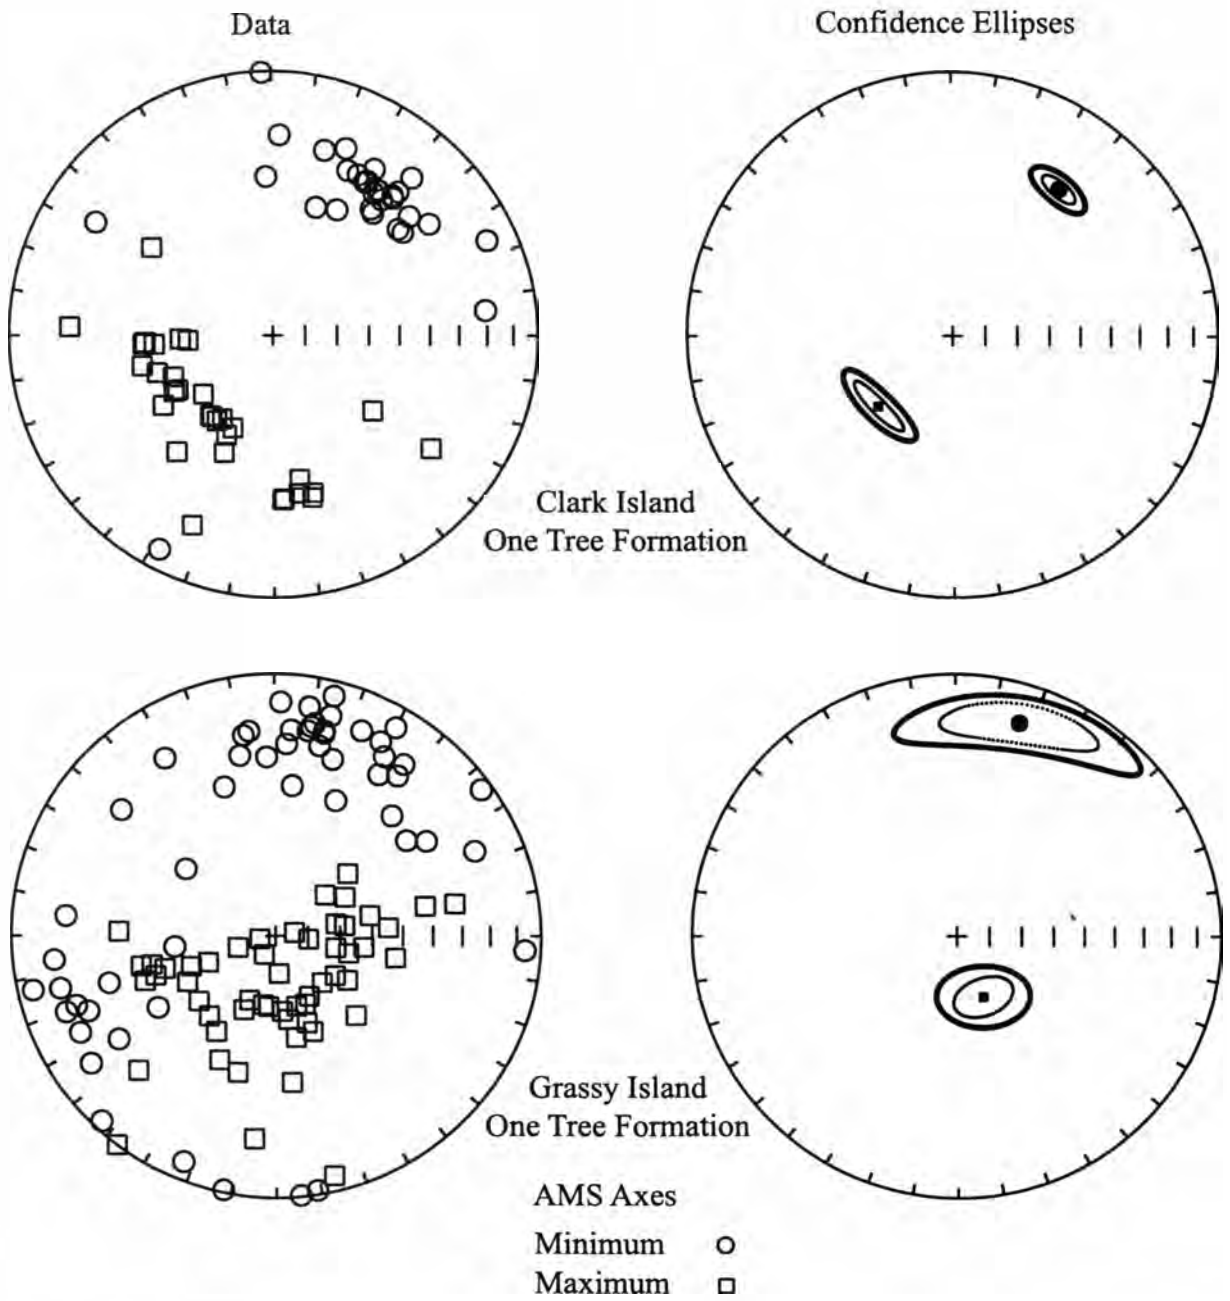 Data
Confidence Ellipses
Clark Island
One Tree Formation
Grassy Island
One Tree Formation
AMS Axes
Minimum
Maximum